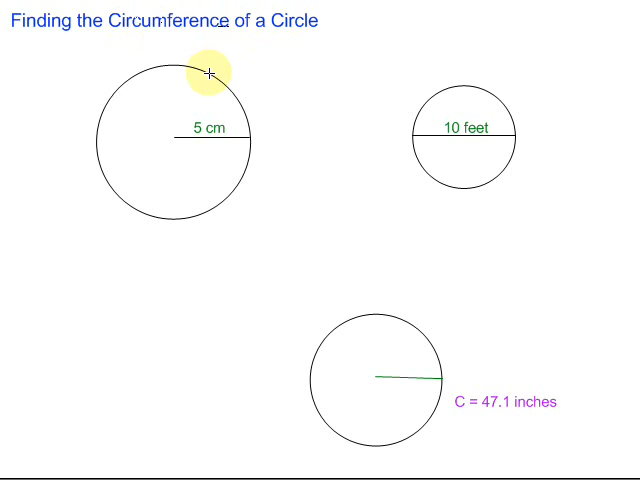 Finding the Circumference of a Circle
5 cm
10 feet
C = 47.1 inches